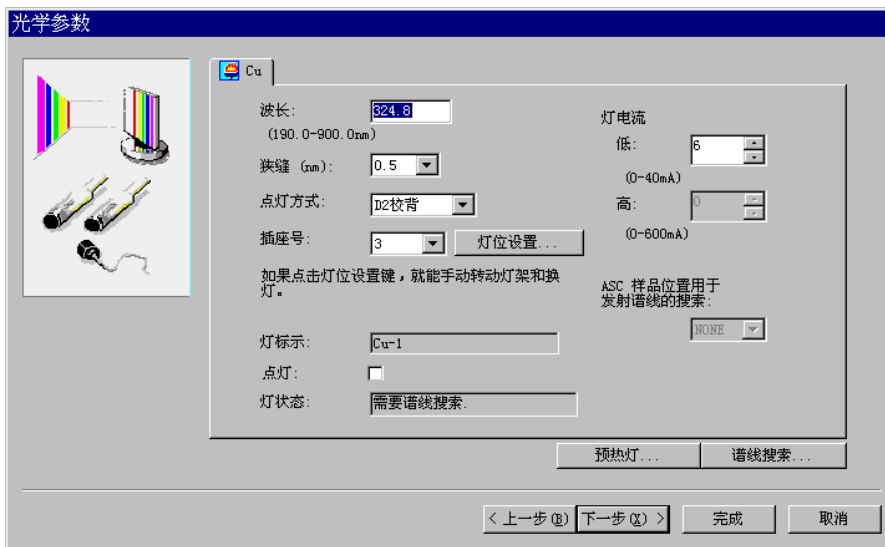 光学参数
Cu
波长:
324.8
(190.0-900.0nm)
狭缝 (nm):
0.5
点灯方式:
D2校背
插座号:
3
灯位设置...
如果点击灯位设置键，就能手动转动灯架和换
灯。
灯标示:
Cu-1
点灯:
灯状态:
需要谱线搜索.
灯电流
低:
6
(0-40mA)
高:
0
(0-600mA)
ASC 样品位置用于
发射谱线的搜索:
NONE
预热灯...
谱线搜索...
< 上一步(B)
下一步(X) >
完成
取消